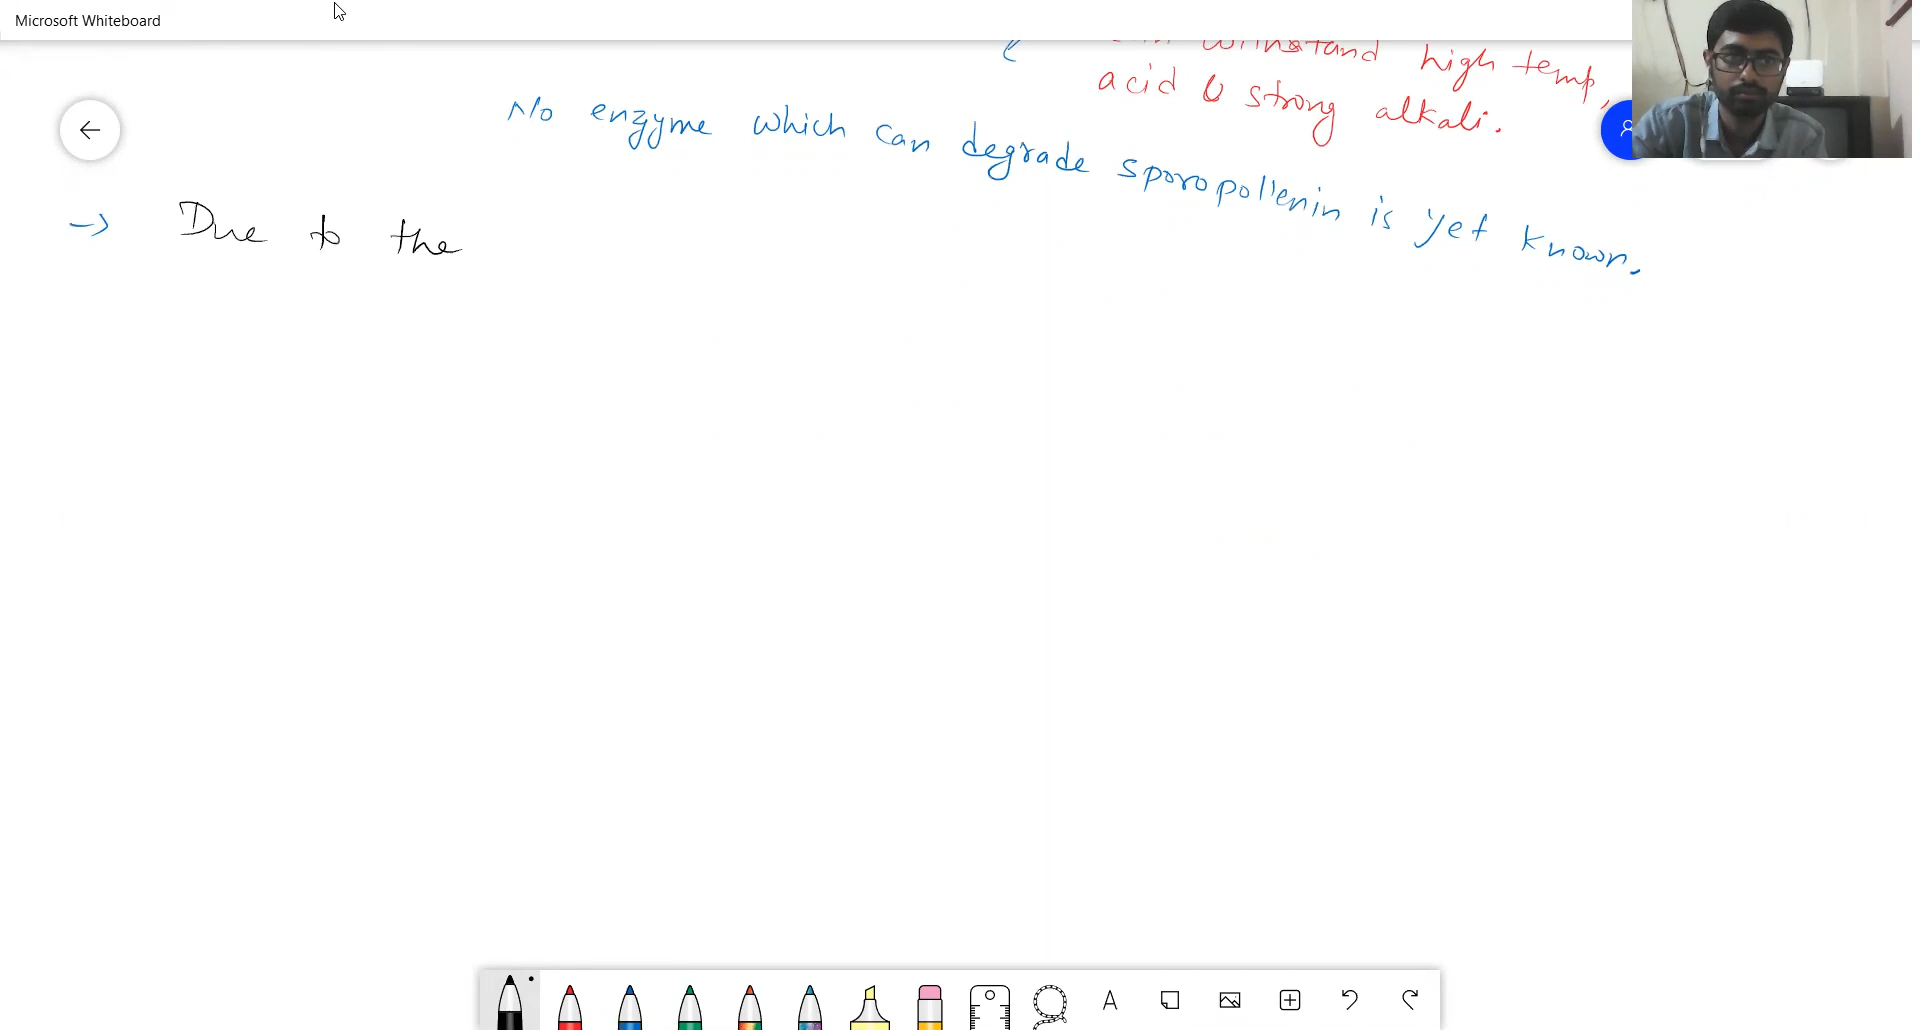 Microsoft Whiteboard
withstand high temp,
acid & strong alkali.
No enzyme which can degrade sporopollenin is yet known.
→ Due to the